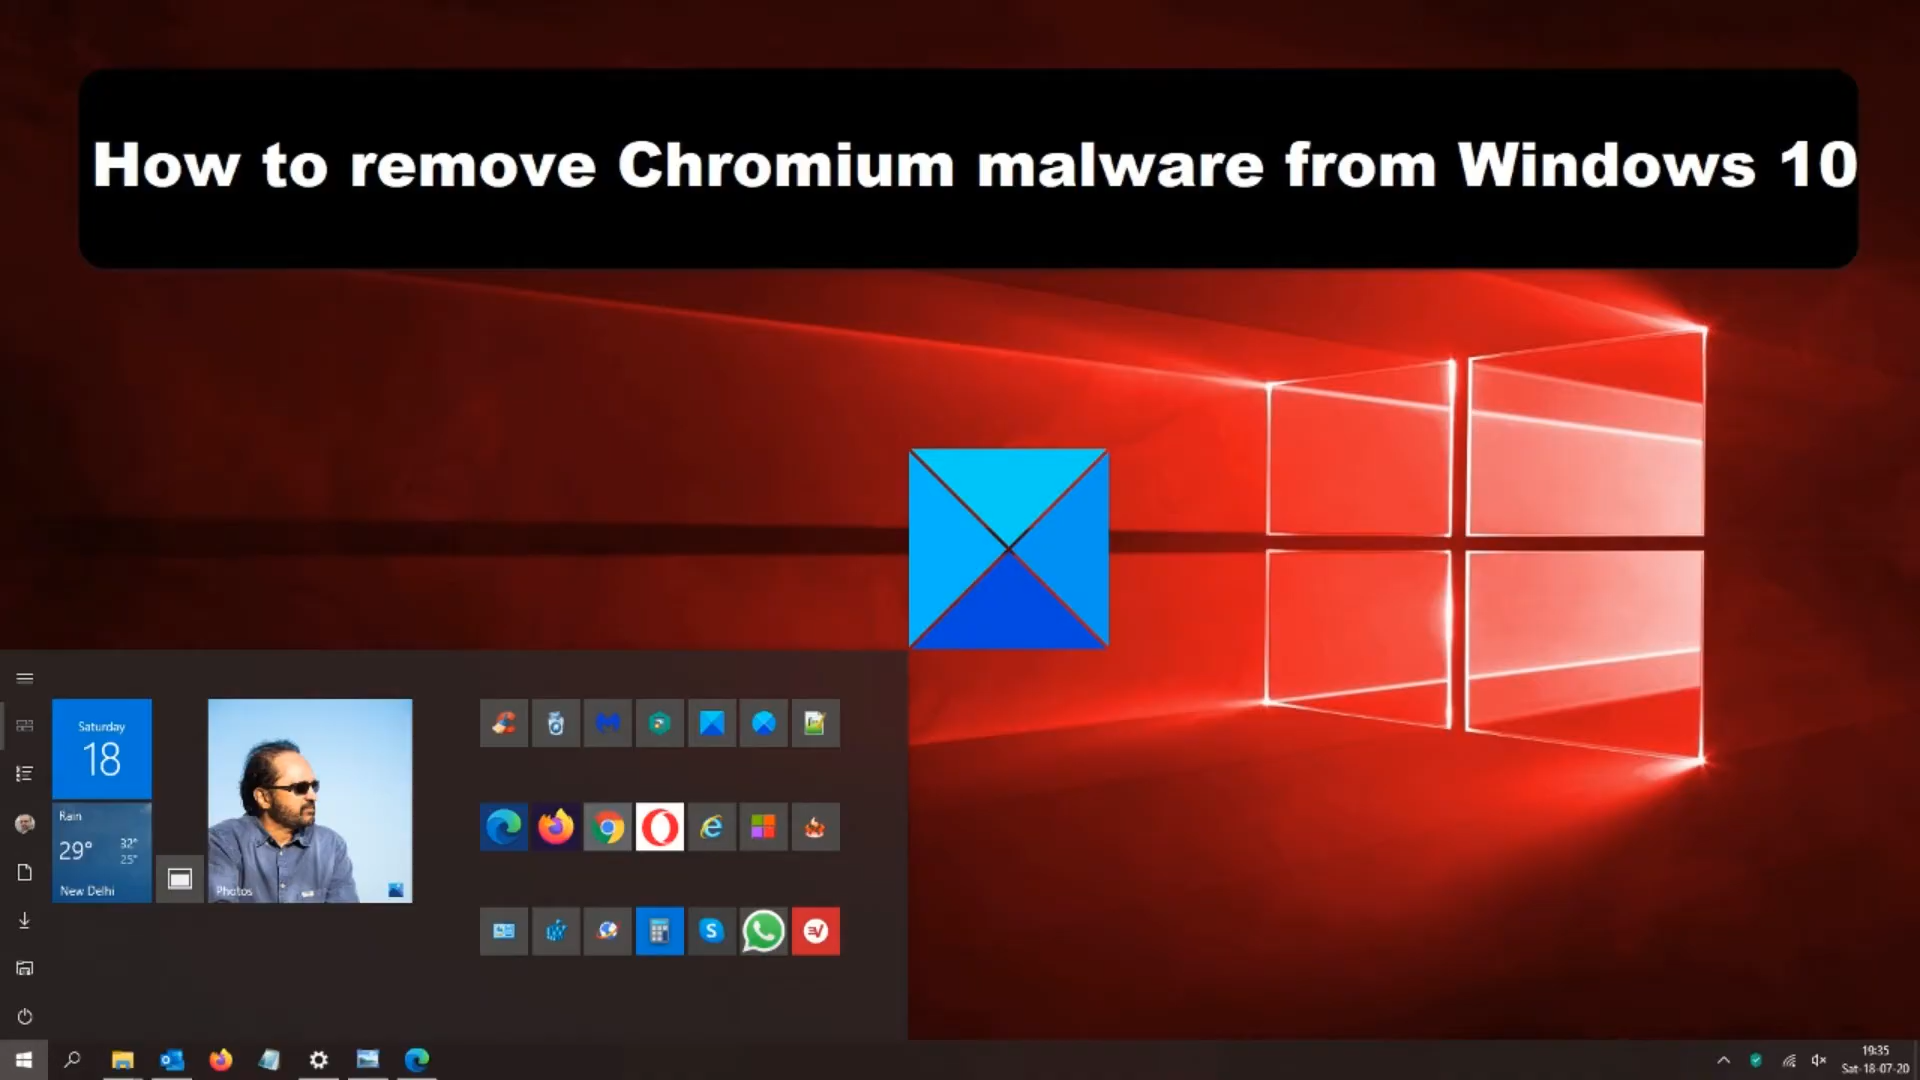 How to remove Chromium malware from Windows 10
Saturday
18
Rain
29°
32°
25°
New Delhi
Photos
19:35
Sat-18-07-20